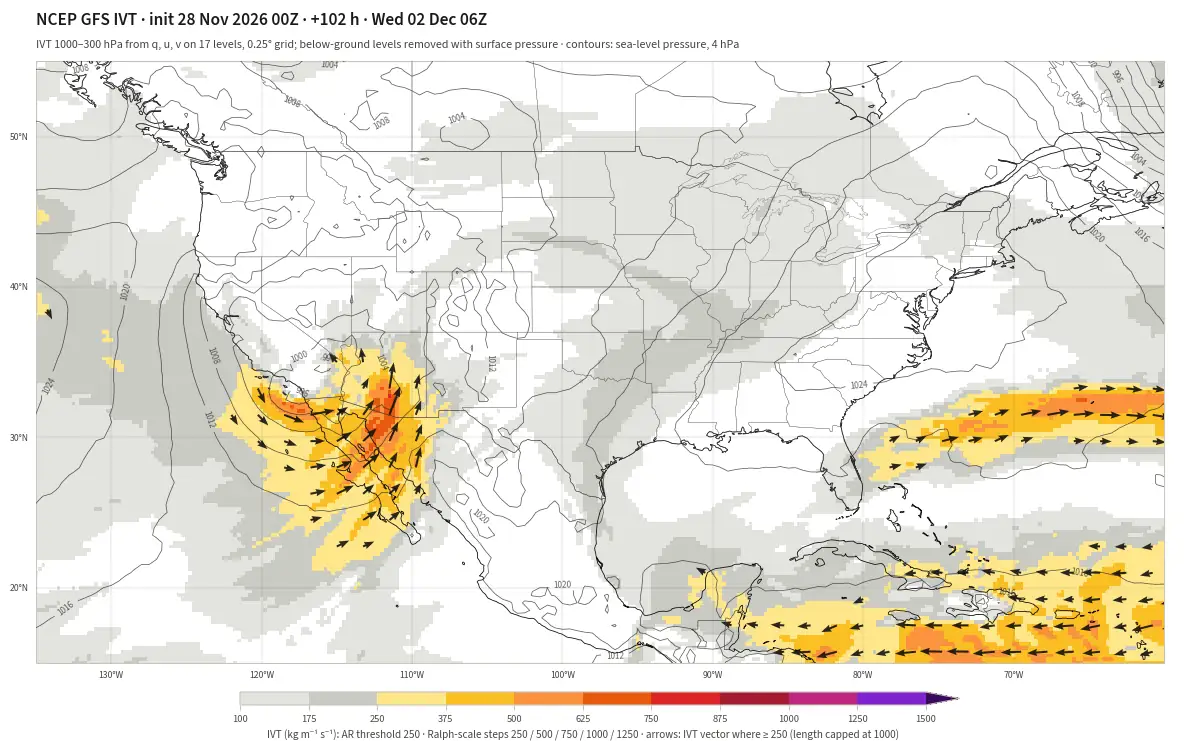 NCEP GFS IVT · init 28 Nov 2026 00Z · +102 h · Wed 02 Dec 06Z
IVT 1000–300 hPa from q, u, v on 17 levels, 0.25° grid; below-ground levels removed with surface pressure · contours: sea-level pressure, 4 hPa
1008
1004
996
1008
1008
1004
1008
50°N
1004
1020
1016
1020
40°N
1008
1000
1004
1012
1024
1024
1012
30°N
1020
1016
20°N
1020
1016
1012
130°W
120°W
110°W
100°W
90°W
80°W
70°W
100
175
250
375
500
625
750
875
1000
1250
1500
IVT (kg m⁻¹ s⁻¹): AR threshold 250 · Ralph-scale steps 250 / 500 / 750 / 1000 / 1250 · arrows: IVT vector where ≥ 250 (length capped at 1000)